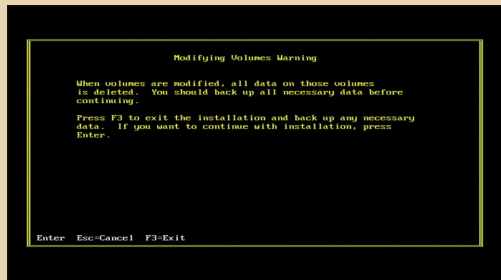 Modifying Volumes Warning
When volumes are modified, all data on those volumes
is deleted. You should back up all necessary data before
continuing.
Press F3 to exit the installation and back up any necessary
data. If you want to continue with installation, press
Enter.
Enter Esc=Cancel F3=Exit